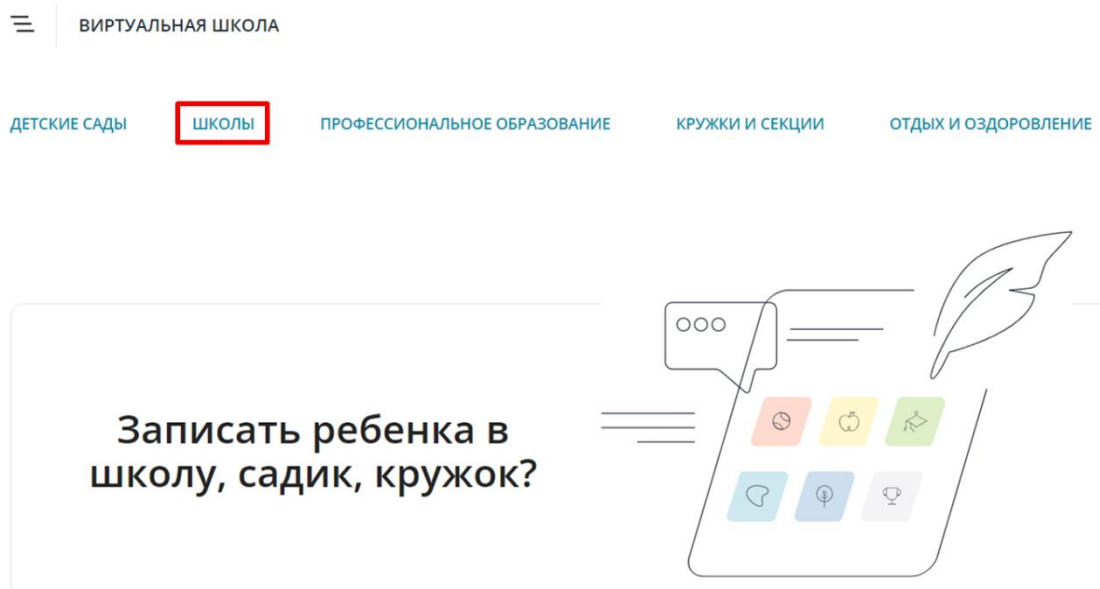 ВИРТУАЛЬНАЯ ШКОЛА
ДЕТСКИЕ САДЫ ШКОЛЫ ПРОФЕССИОНАЛЬНОЕ ОБРАЗОВАНИЕ КРУЖКИ И СЕКЦИИ ОТДЫХ И ОЗДОРОВЛЕНИЕ
Записать ребенка в
школу, садик, кружок?